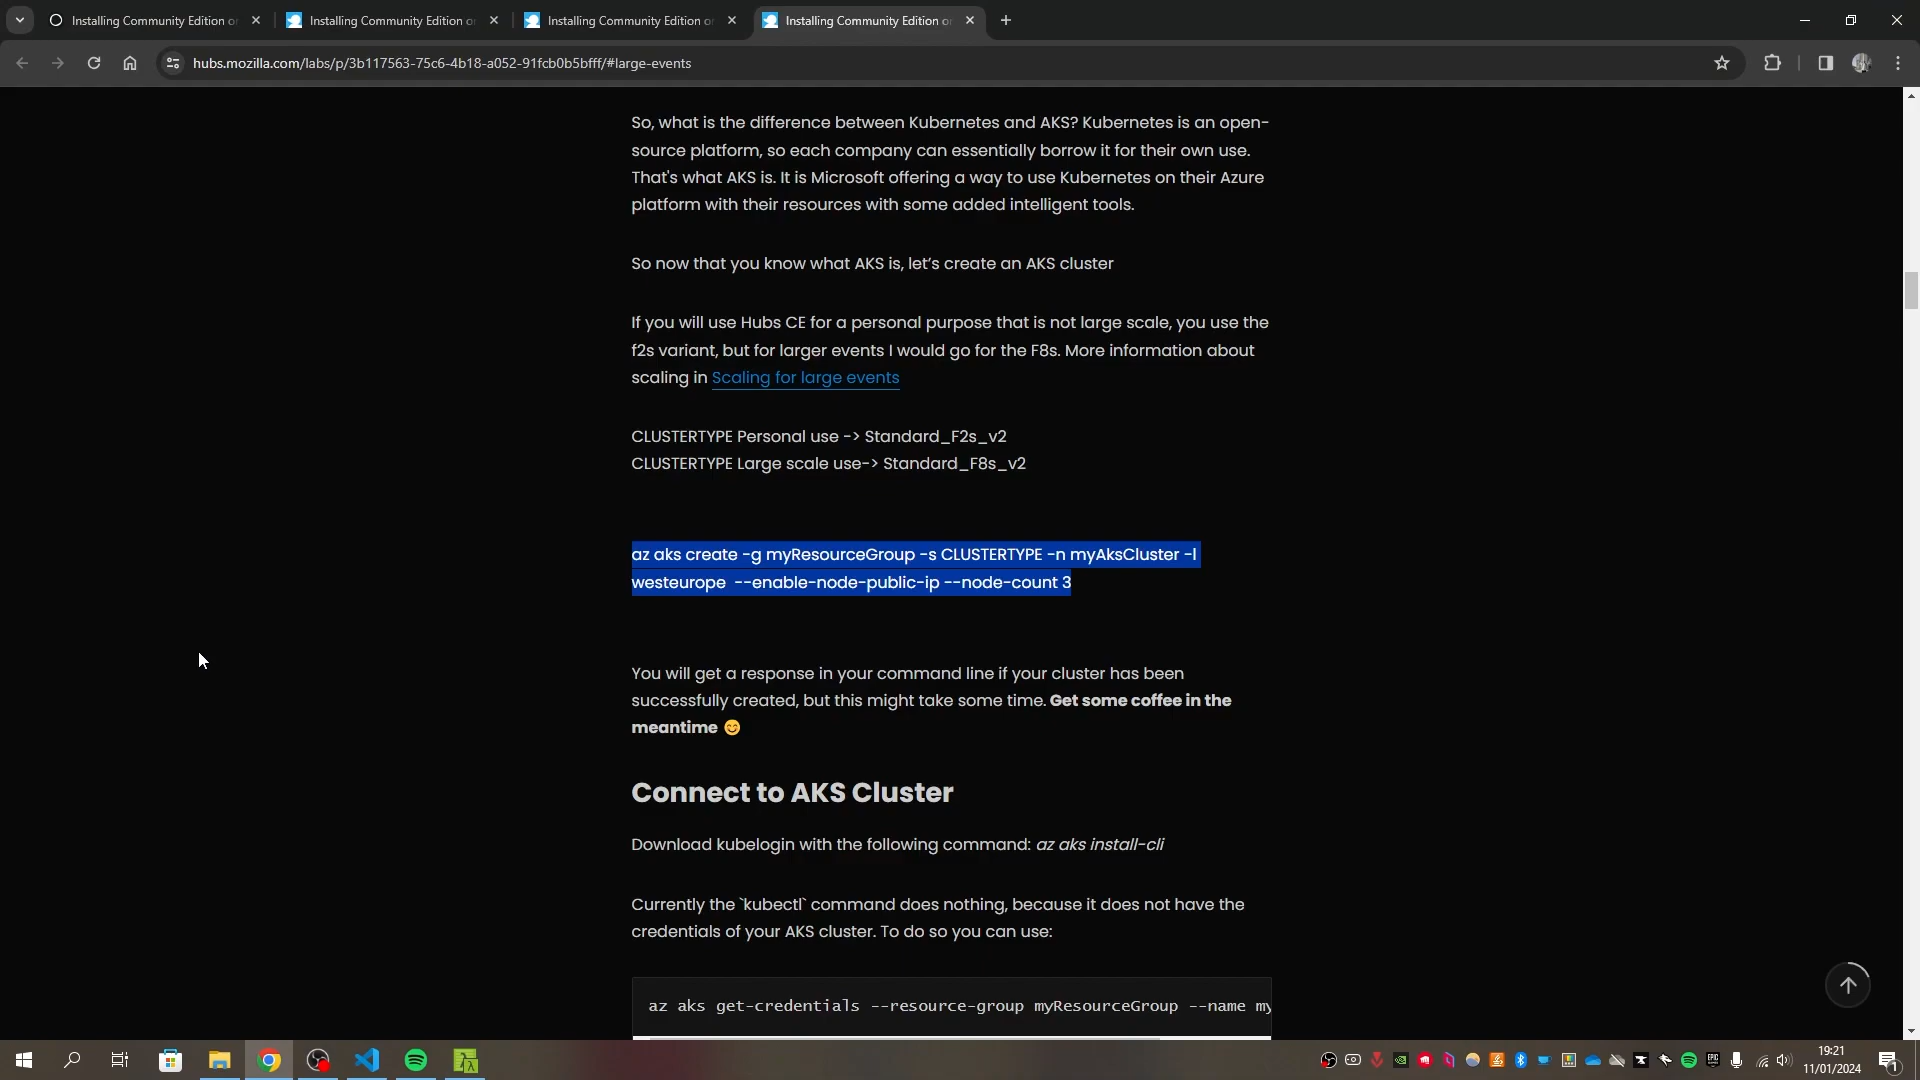 Installing Community Edition o
Installing Community Edition o
Installing Community Edition o
Installing Community Edition o
hubs.mozilla.com/labs/p/3b117563-75c6-4b18-a052-91fcb0b5bfff/#large-events
So, what is the difference between Kubernetes and AKS? Kubernetes is an open-
source platform, so each company can essentially borrow it for their own use.
That's what AKS is. It is Microsoft offering a way to use Kubernetes on their Azure
platform with their resources with some added intelligent tools.
So now that you know what AKS is, let’s create an AKS cluster
If you will use Hubs CE for a personal purpose that is not large scale, you use the
f2s variant, but for larger events I would go for the F8s. More information about
scaling in Scaling for large events
CLUSTERTYPE Personal use -> Standard_F2s_v2
CLUSTERTYPE Large scale use-> Standard_F8s_v2
az aks create -g myResourceGroup -s CLUSTERTYPE -n myAksCluster -l
westeurope  --enable-node-public-ip --node-count 3
You will get a response in your command line if your cluster has been
successfully created, but this might take some time. Get some coffee in the
meantime 😊
Connect to AKS Cluster
Download kubelogin with the following command: az aks install-cli
Currently the `kubectl` command does nothing, because it does not have the
credentials of your AKS cluster. To do so you can use:
az aks get-credentials --resource-group myResourceGroup --name my
19:21
11/01/2024
1